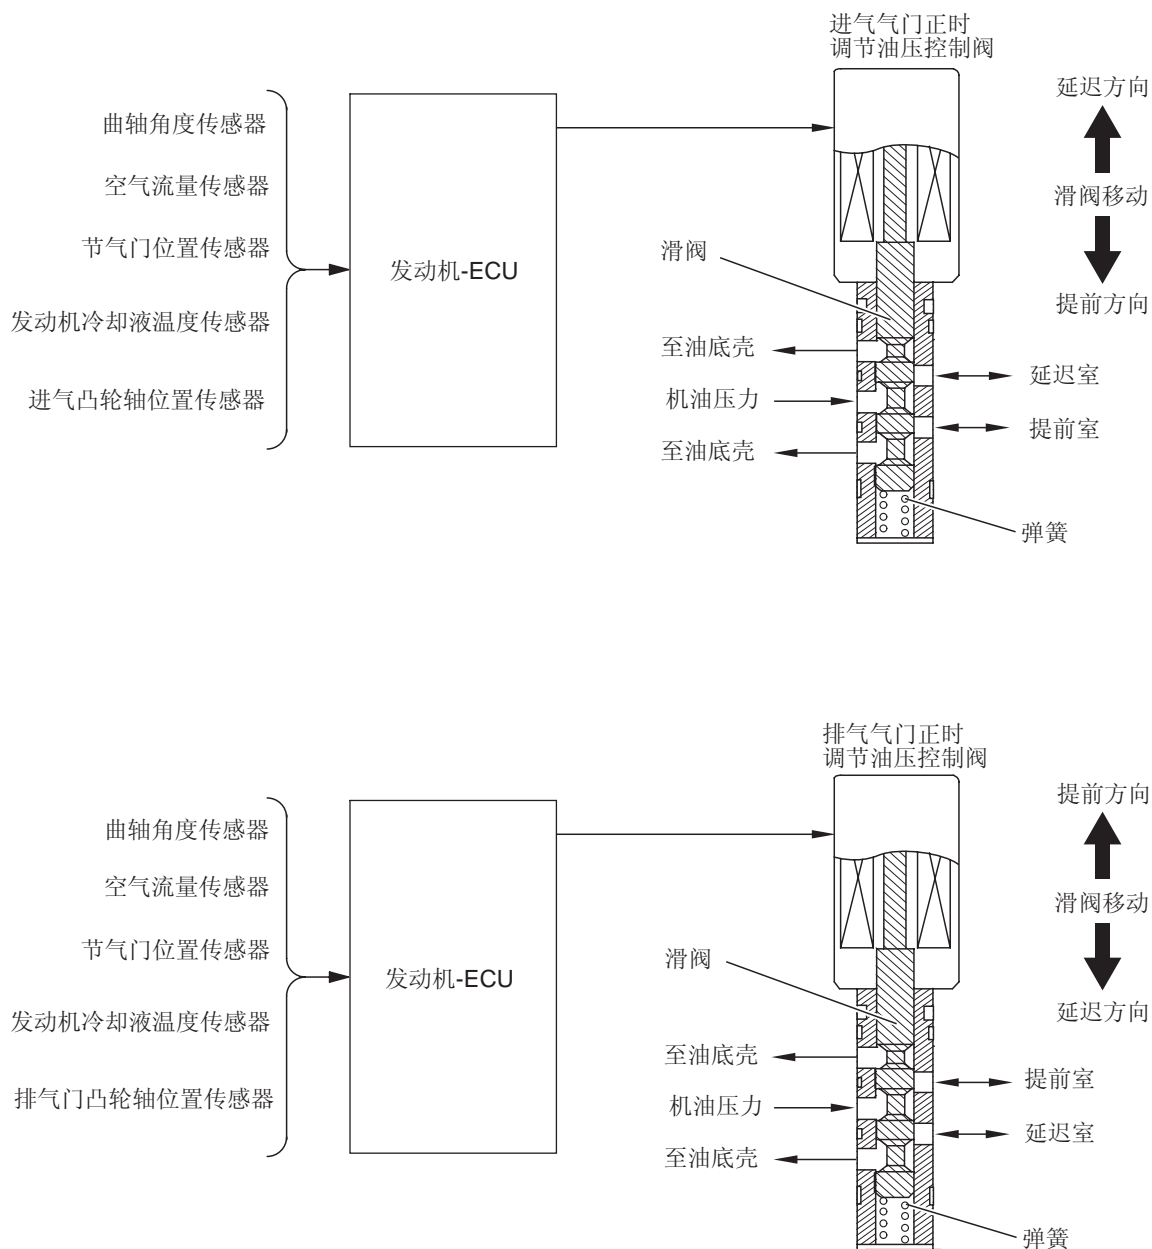 进气气门正时
调节油压控制阀
延迟方向
曲轴角度传感器
空气流量传感器
滑阀移动
节气门位置传感器
滑阀
发动机-ECU
提前方向
发动机冷却液温度传感器
至油底壳
延迟室
进气凸轮轴位置传感器
机油压力
提前室
至油底壳
弹簧
排气气门正时
调节油压控制阀
提前方向
曲轴角度传感器
空气流量传感器
滑阀移动
节气门位置传感器
滑阀
发动机-ECU
延迟方向
发动机冷却液温度传感器
至油底壳
提前室
排气门凸轮轴位置传感器
机油压力
延迟室
至油底壳
弹簧